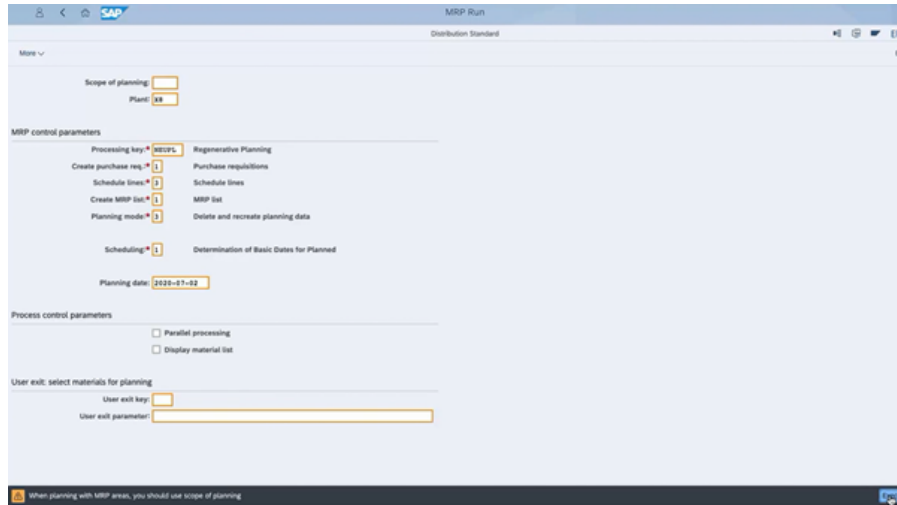 SAP MRP Run
Distribution Standard
More
Scope of planning:
Plant:
MRP control parameters
Processing key:* NEUPL Regenerative Planning
Create purchase req.:* 1 Purchase requisitions
Schedule lines:* 3 Schedule lines
Create MRP list:* 1 MRP list
Planning mode:* 3 Delete and recreate planning data
Scheduling:* 1 Determination of Basic Dates for Planned
Planning date: 2020-07-02
Process control parameters
Parallel processing
Display material list
User exit: select materials for planning
User exit key:
User exit parameter:
When planning with MRP areas, you should use scope of planning